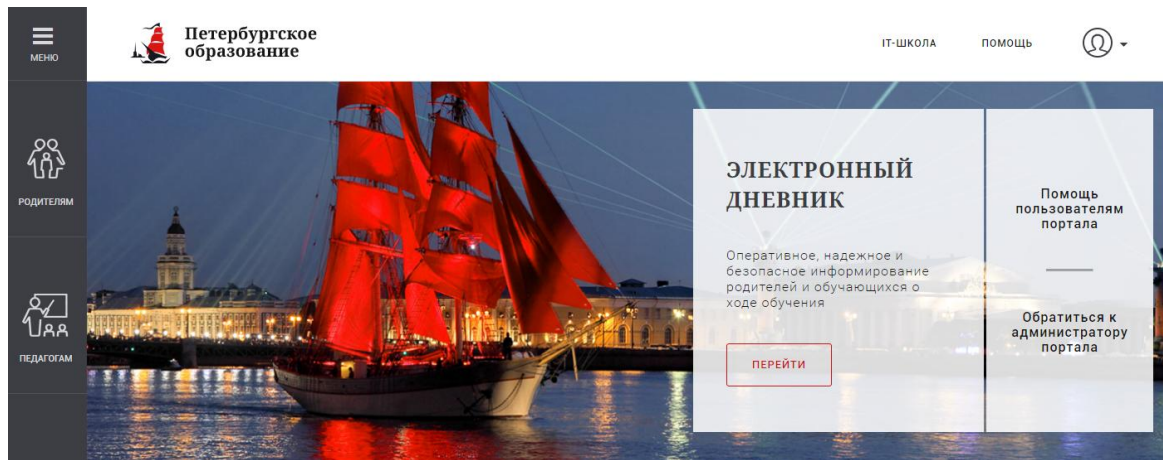 МЕНЮ
Петербургское
образование
IT-ШКОЛА
ПОМОЩЬ
РОДИТЕЛЯМ
ПЕДАГОГАМ
ЭЛЕКТРОННЫЙ
ДНЕВНИК
Оперативное, надежное и
безопасное информирование
родителей и обучающихся о
ходе обучения
ПЕРЕЙТИ
Помощь
пользователям
портала
Обратиться к
администратору
портала